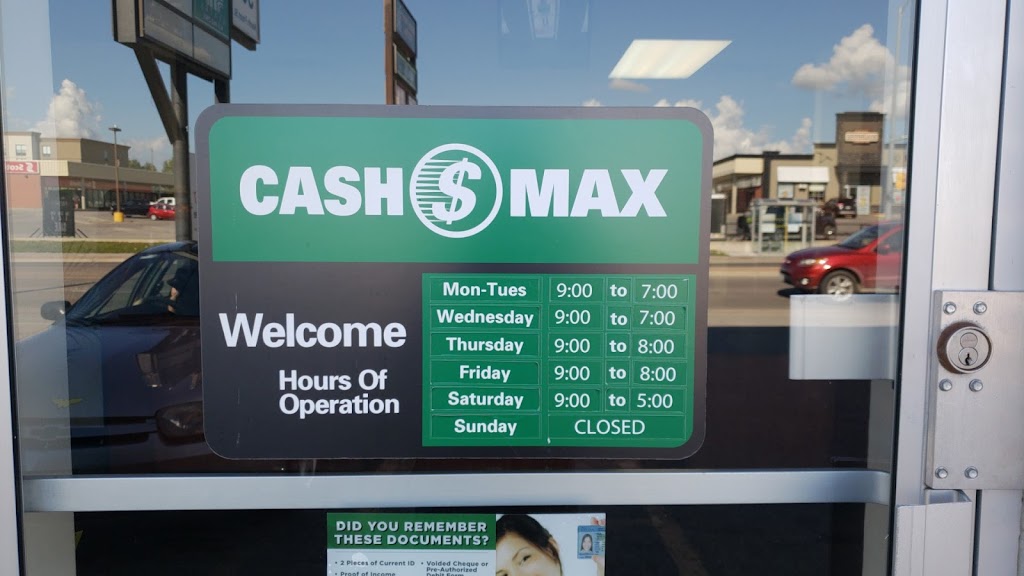 CASH $ MAX
Welcome
Hours Of
Operation
Mon-Tues 9:00 to 7:00
Wednesday 9:00 to 7:00
Thursday 9:00 to 8:00
Friday 9:00 to 8:00
Saturday 9:00 to 5:00
Sunday CLOSED
DID YOU REMEMBER
THESE DOCUMENTS?
• 2 Pieces of Current ID
• Proof of Income
• Voided Cheque or
Pre-Authorized
Debit Form